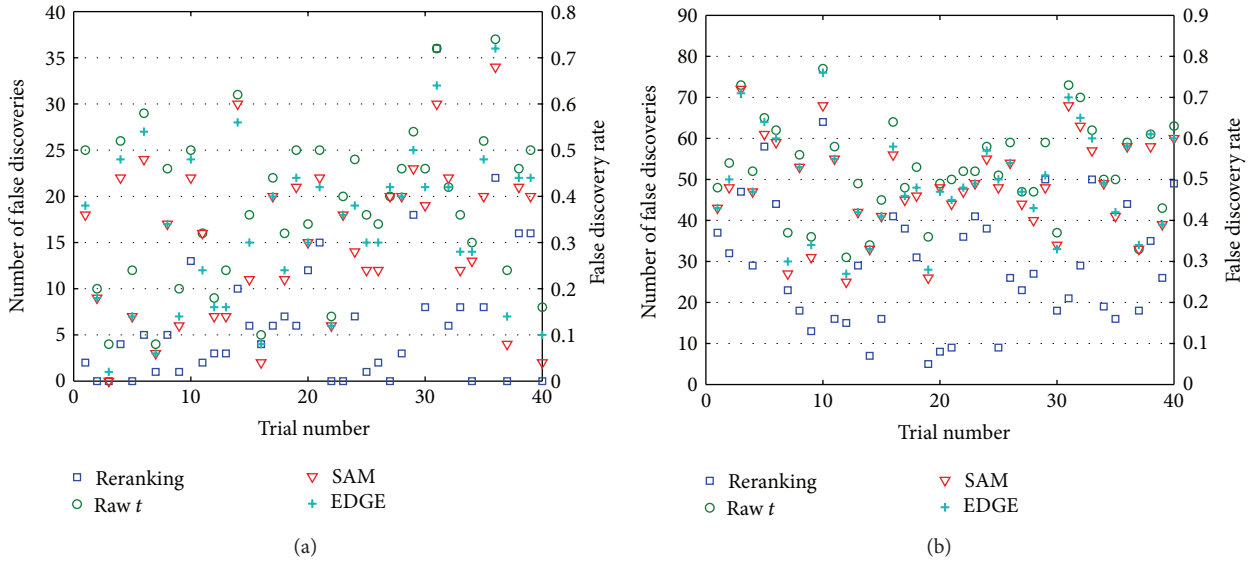 40
35
30
25
20
15
10
5
0
Number of false discoveries
0.8
0.7
0.6
0.5
0.4
0.3
0.2
0.1
0
False discovery rate
0 10 20 30 40
Trial number
Reranking
Raw t
SAM
EDGE
(a)
90
80
70
60
50
40
30
20
10
0
Number of false discoveries
0.9
0.8
0.7
0.6
0.5
0.4
0.3
0.2
0.1
0
False discovery rate
0 10 20 30 40
Trial number
Reranking
Raw t
SAM
EDGE
(b)